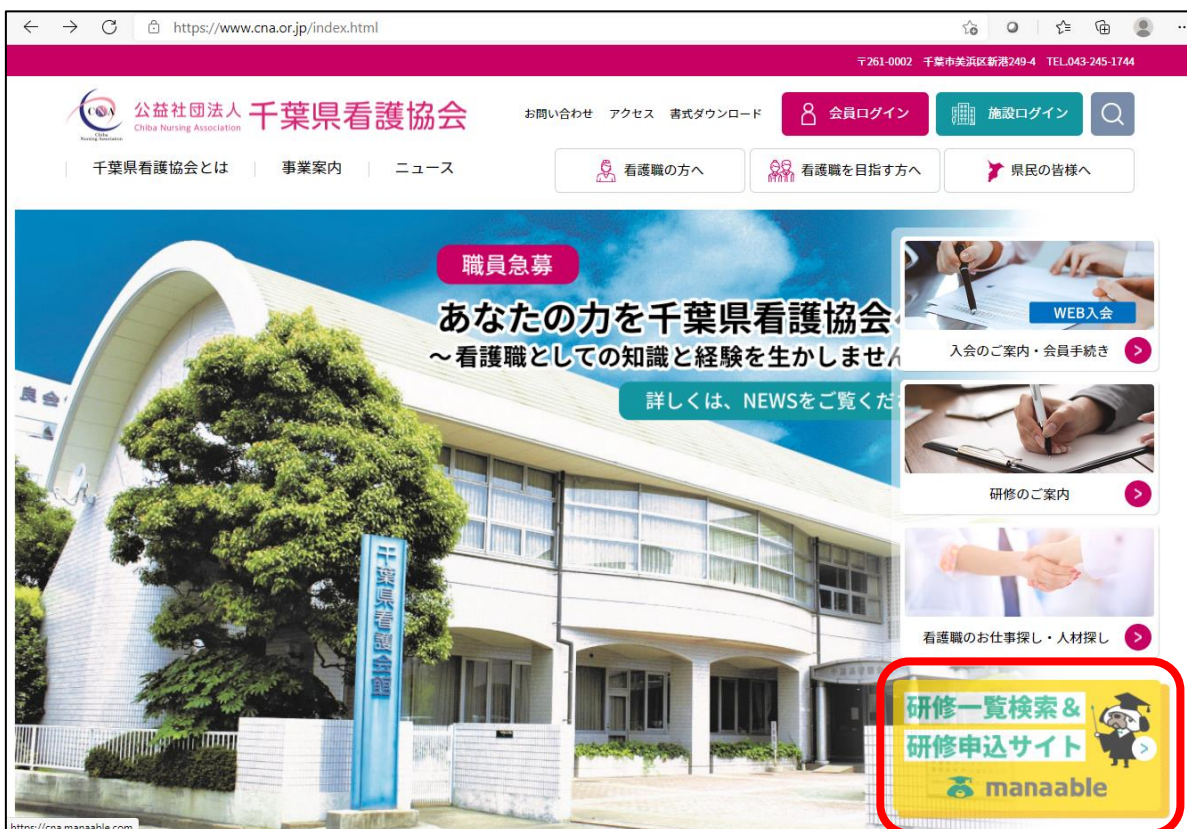 https://www.cna.or.jp/index.html
〒261-0002 千葉市美浜区新港249-4 TEL.043-245-1744
CNA
Chiba
Nursing Association
公益社団法人 千葉県看護協会
Chiba Nursing Association
お問い合わせ アクセス 書式ダウンロード
会員ログイン
施設ログイン
千葉県看護協会とは 事業案内 ニュース
看護職の方へ
看護職を目指す方へ
県民の皆様へ
職員急募
あなたの力を千葉県看護協会
~看護職としての知識と経験を生かしません
詳しくは、NEWSをご覧くだ
WEB入会
入会のご案内・会員手続き
研修のご案内
看護職のお仕事探し・人材探し
研修一覧検索&
研修申込サイト
manaable
千葉県看護会館
https://cna.manaable.com